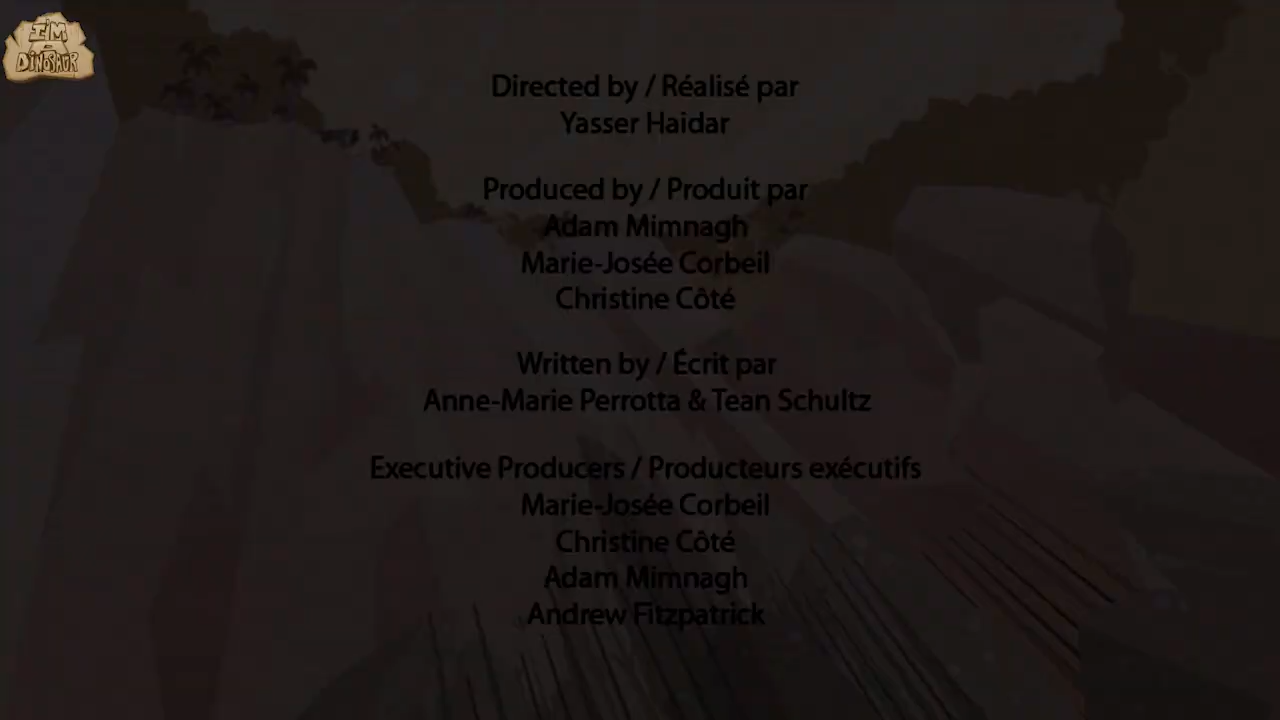 I'M
A
DINOSAUR
Directed by / Réalisé par
Yasser Haidar
Produced by / Produit par
Adam Mimnagh
Marie-Josée Corbeil
Christine Côté
Written by / Écrit par
Anne-Marie Perrotta & Tean Schultz
Executive Producers / Producteurs exécutifs
Marie-Josée Corbeil
Christine Côté
Adam Mimnagh
Andrew Fitzpatrick